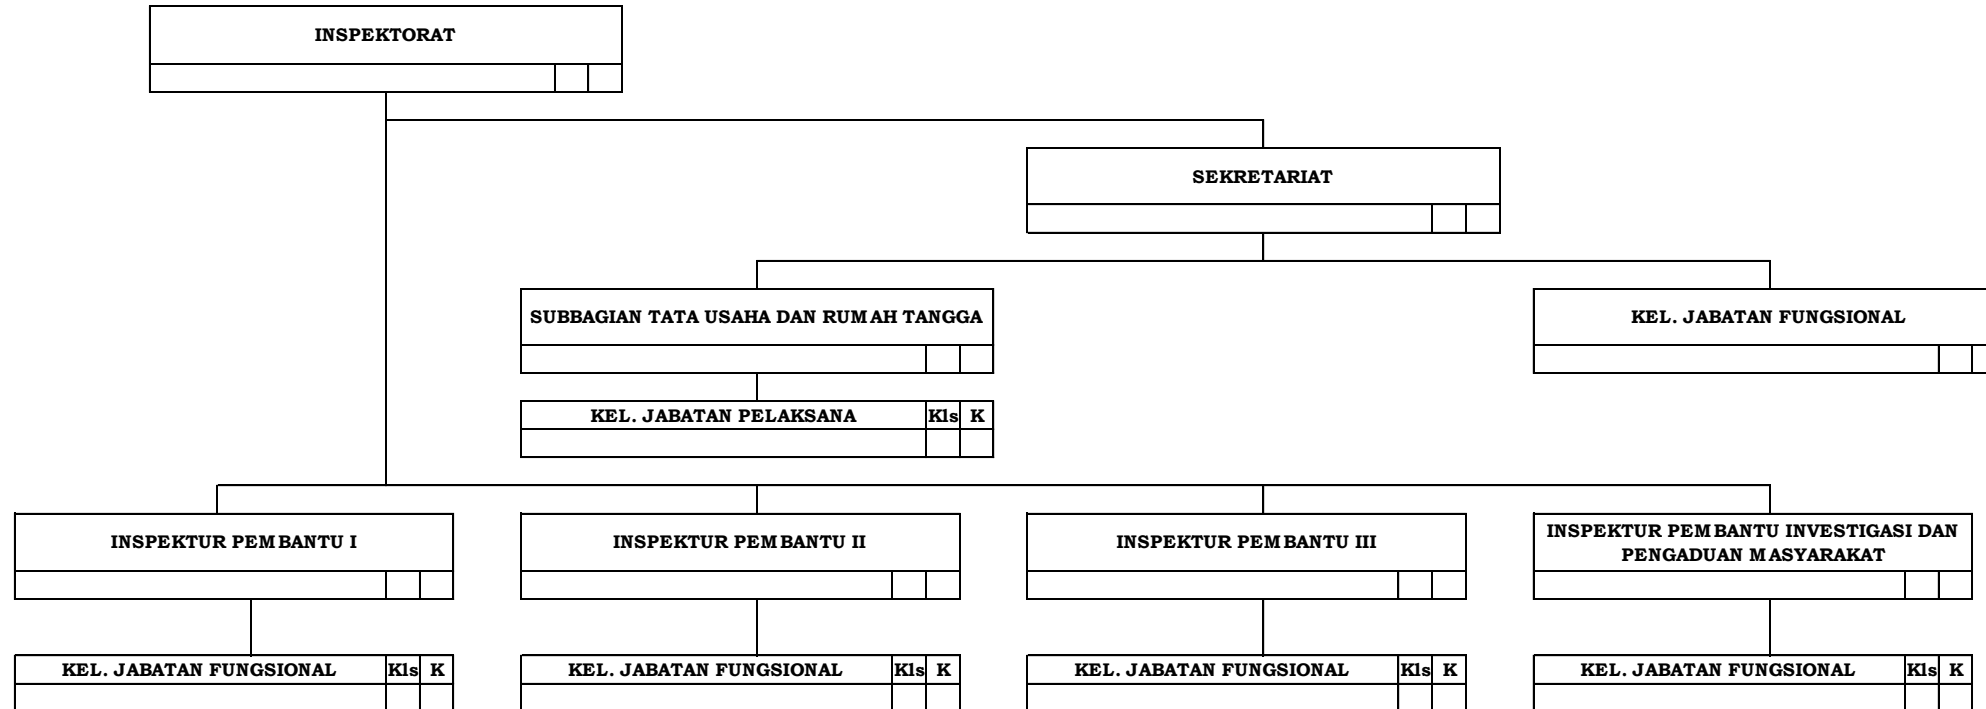 INSPEKTORAT
SEKRETARIAT
SUBBAGIAN TATA USAHA DAN RUMAH TANGGA
KEL. JABATAN FUNGSIONAL
KEL. JABATAN PELAKSANA Kls K
INSPEKTUR PEMBANTU I
INSPEKTUR PEMBANTU II
INSPEKTUR PEMBANTU III
INSPEKTUR PEMBANTU INVESTIGASI DAN
PENGADUAN MASYARAKAT
KEL. JABATAN FUNGSIONAL Kls K
KEL. JABATAN FUNGSIONAL Kls K
KEL. JABATAN FUNGSIONAL Kls K
KEL. JABATAN FUNGSIONAL Kls K